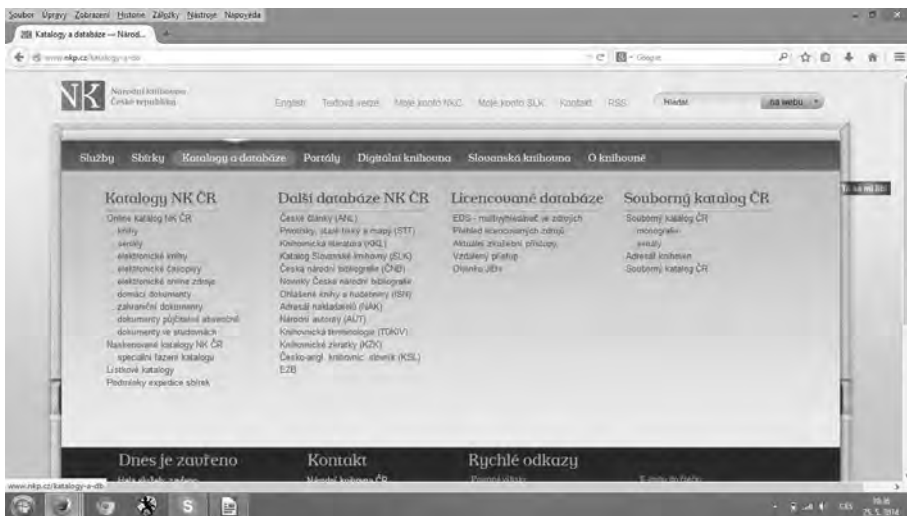 Soubor Úpravy Zobrazení Historie Záložky Nástroje Nápověda
Katalogy a databáze — Národ...
www.nkp.cz/katalogy-a-db
Google
NK
Národní knihovna
České republiky
English Textová verze Moje konto NKC Moje konto SLK Kontakt RSS Hledat na webu
Služby Sbírky Katalogy a databáze Portály Digitální knihovna Slovanská knihovna O knihovně
Katalogy NK ČR
Online katalog NK ČR
knihy
seriály
elektronické knihy
elektronické časopisy
elektronické online zdroje
domácí dokumenty
zahraniční dokumenty
dokumenty půjčitelné absenčně
dokumenty ve studovnách
Naskenované katalogy NK ČR
speciální řazení katalogu
Lístkové katalogy
Podmínky expedice sbírek
Další databáze NK ČR
České články (ANL)
Prvotisky, staré tisky a mapy (STT)
Knihovnická literatura (KKL)
Katalog Slovanské knihovny (SLK)
Česká národní bibliografie (ČNB)
Novinky České národní bibliografie
Ohlášené knihy a hudebniny (ISN)
Adresář nakladatelů (NAK)
Národní autority (AUT)
Knihovnická terminologie (TDKIV)
Knihovnické zkratky (KZK)
Česko-angl. knihovnic. slovník (KSL)
EZB
Licencované databáze
EDS - multivyhledávač ve zdrojích
Přehled licencovaných zdrojů
Aktuální zkušební přístupy
Vzdálený přístup
Objednávka JIBs
Souborný katalog ČR
Souborný katalog ČR
monografie
seriály
Adresář knihoven
Souborný katalog ČR
Dnes je zavřeno
Kontakt
Národní knihovna ČR
Rychlé odkazy
www.nkp.cz/katalogy-a-db
25. 5. 2014